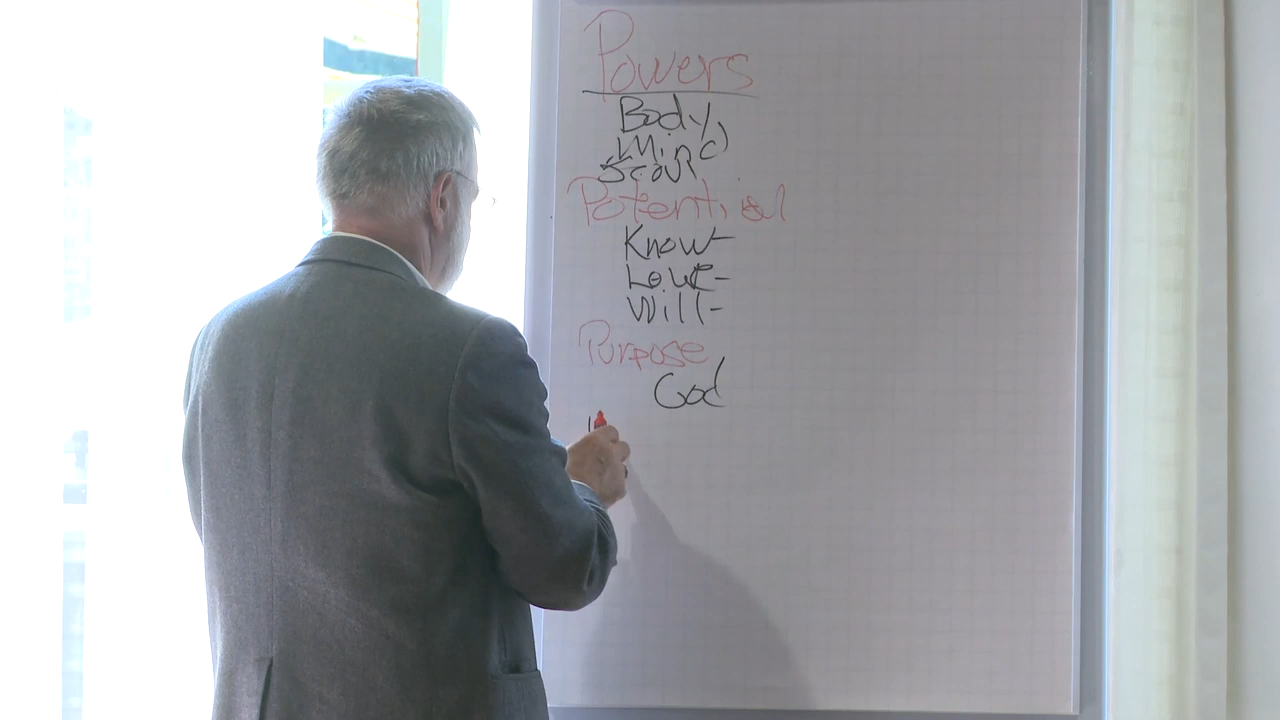 Powers
Body,
Mind
Soul
Potential
Know-
Love-
Will-
Purpose
God